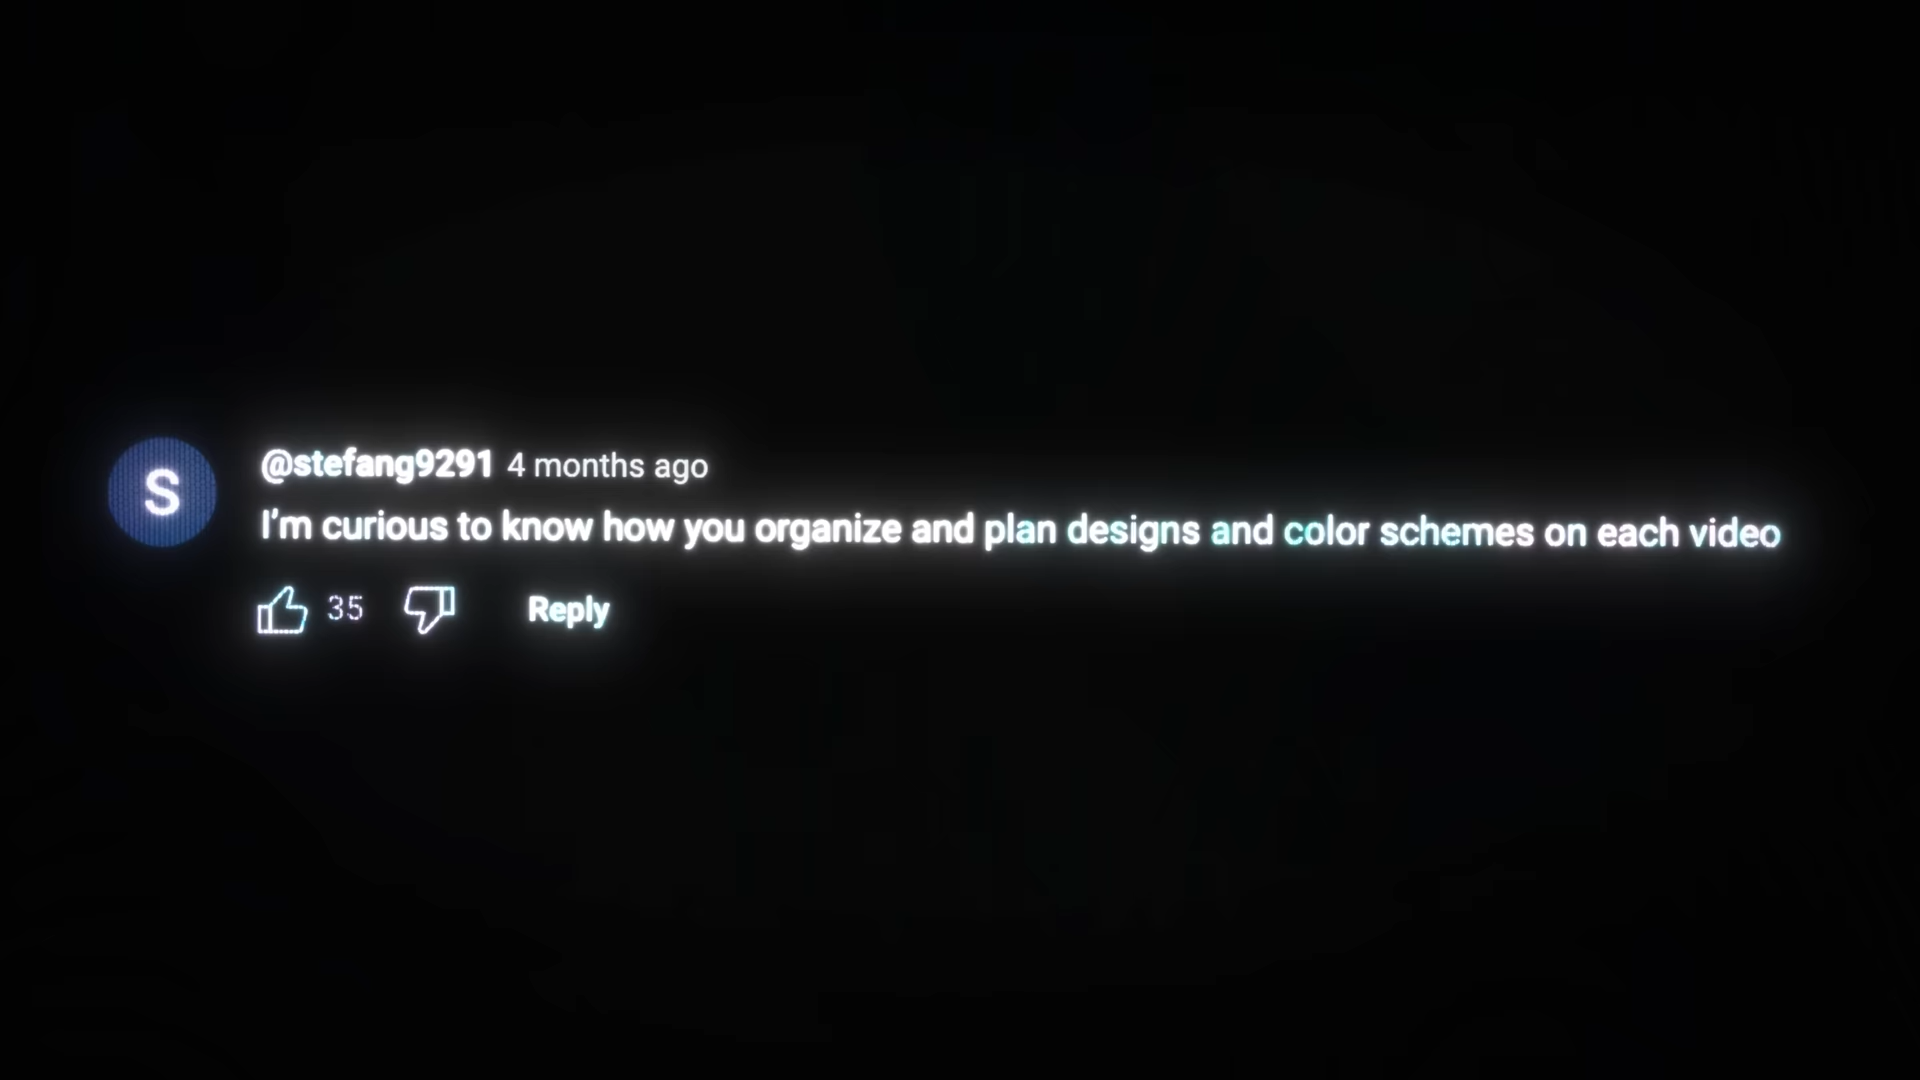 S
@stefang9291 4 months ago
I'm curious to know how you organize and plan designs and color schemes on each video
35 Reply